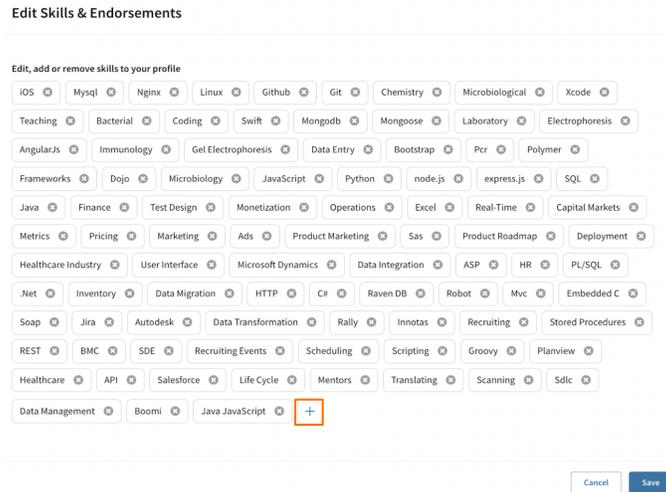 Edit Skills & Endorsements
Edit, add or remove skills to your profile
iOS Mysql Nginx Linux Github Git Chemistry Microbiological Xcode
Teaching Bacterial Coding Swift Mongodb Mongoose Laboratory Electrophoresis
AngularJs Immunology Gel Electrophoresis Data Entry Bootstrap Pcr Polymer
Frameworks Dojo Microbiology JavaScript Python node.js express.js SQL
Java Finance Test Design Monetization Operations Excel Real-Time Capital Markets
Metrics Pricing Marketing Ads Product Marketing Sas Product Roadmap Deployment
Healthcare Industry User Interface Microsoft Dynamics Data Integration ASP HR PL/SQL
.Net Inventory Data Migration HTTP C# Raven DB Robot Mvc Embedded C
Soap Jira Autodesk Data Transformation Rally Innotas Recruiting Stored Procedures
REST BMC SDE Recruiting Events Scheduling Scripting Groovy Planview
Healthcare API Salesforce Life Cycle Mentors Translating Scanning Sdlc
Data Management Boomi Java JavaScript +
Cancel Save